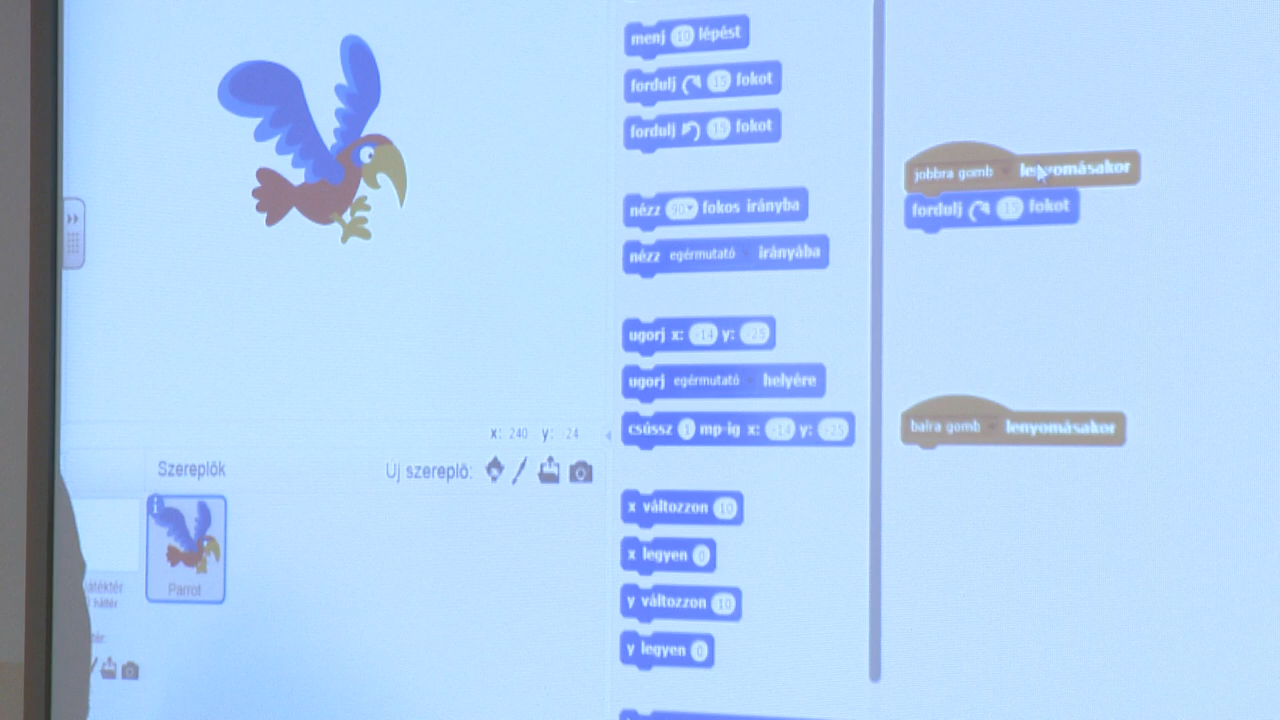 menj 10 lépést
fordulj 15 fokot
fordulj 15 fokot
nézz 90 fokos irányba
nézz egérmutató irányába
ugorj x: -14 y: -25
ugorj egérmutató helyére
csússz 1 mp-ig x: -14 y: -25
x változzon 10
x legyen 0
y változzon 10
y legyen 0
jobbra gomb lenyomásakor
fordulj 15 fokot
balra gomb lenyomásakor
x: 240 y: -24
Szereplők
Új szereplő:
Parrot
átéktér
háttér